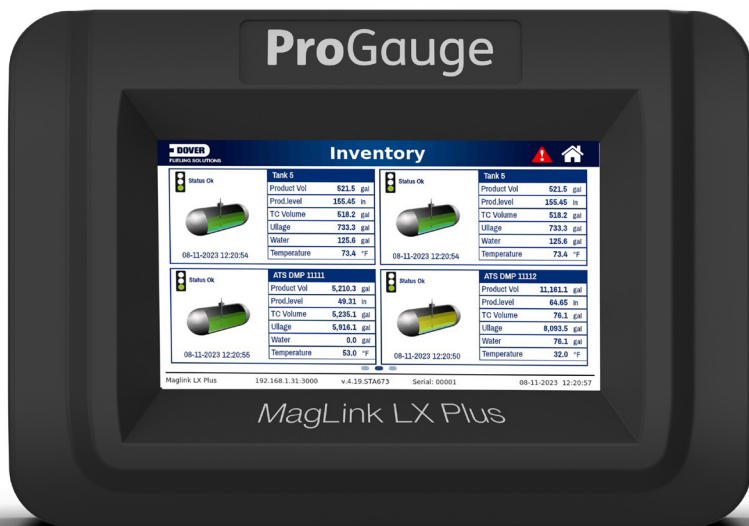 ProGauge
DOVER
FUELING SOLUTIONS
Inventory
Status Ok
08-11-2023 12:20:54
Tank 5
Product Vol 521.5 gal
Prod.level 155.45 in
TC Volume 518.2 gal
Ullage 733.3 gal
Water 125.6 gal
Temperature 73.4 °F
Status Ok
08-11-2023 12:20:54
Tank 5
Product Vol 521.5 gal
Prod.level 155.45 in
TC Volume 518.2 gal
Ullage 733.3 gal
Water 125.6 gal
Temperature 73.4 °F
Status Ok
08-11-2023 12:20:55
ATS DMP 11111
Product Vol 5,210.3 gal
Prod.level 49.31 in
TC Volume 5,235.1 gal
Ullage 5,916.1 gal
Water 0.0 gal
Temperature 53.0 °F
Status Ok
08-11-2023 12:20:50
ATS DMP 11112
Product Vol 11,161.1 gal
Prod.level 64.65 in
TC Volume 76.1 gal
Ullage 8,093.5 gal
Water 76.1 gal
Temperature 32.0 °F
Maglink LX Plus 192.168.1.31:3000 v.4.19.STA673 Serial: 00001 08-11-2023 12:20:57
MagLink LX Plus